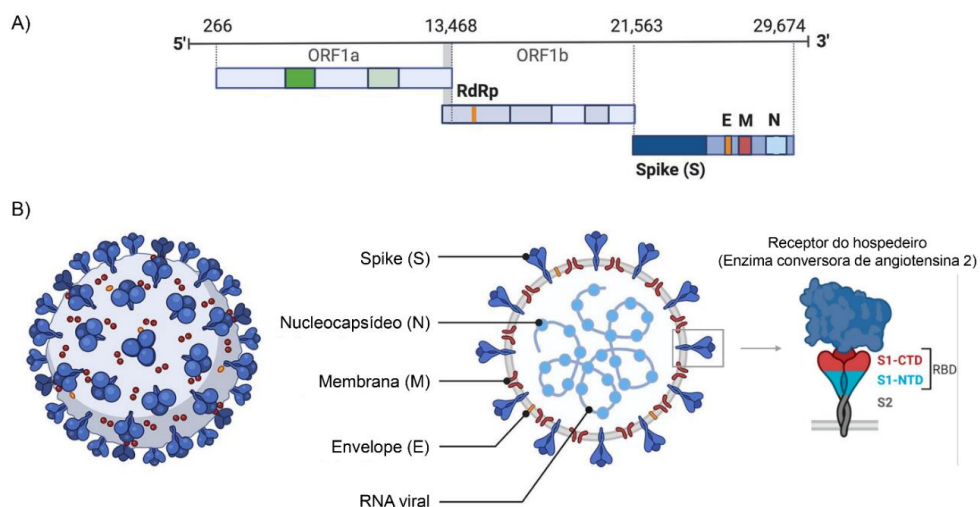 A)
266 13,468 21,563 29,674
5' 3'
ORF1a ORF1b
RdRp
E M N
Spike (S)
B)
Spike (S)
Nucleocapsídeo (N)
Membrana (M)
Envelope (E)
RNA viral
Receptor do hospedeiro
(Enzima conversora de angiotensina 2)
S1-CTD
S1-NTD
RBD
S2